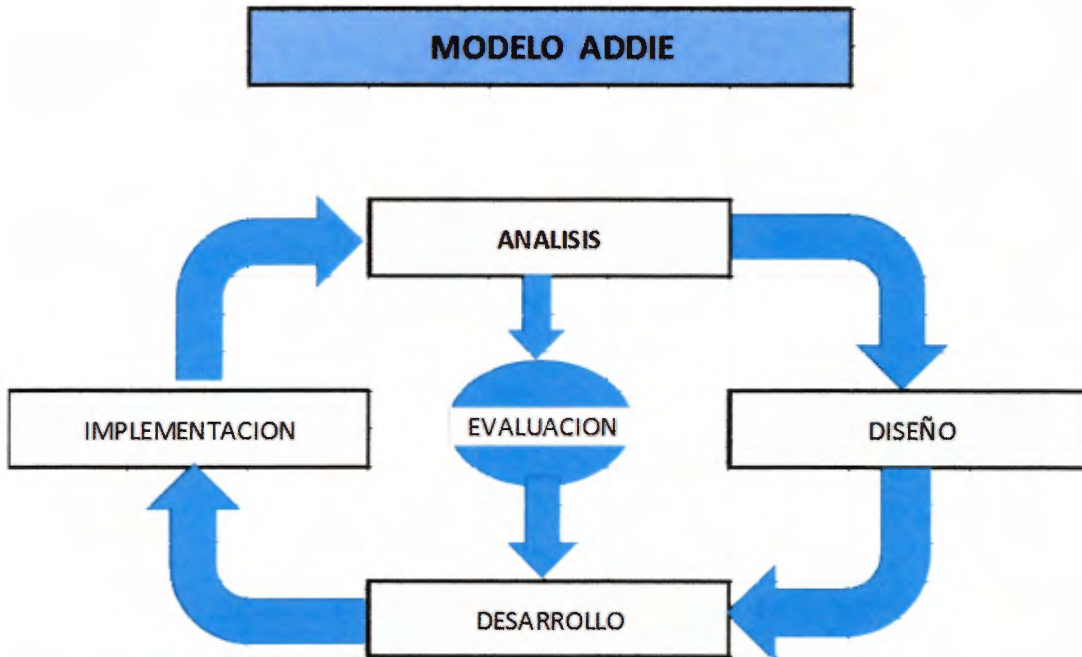 MODELO ADDIE
ANALISIS
IMPLEMENTACION
EVALUACION
DISEÑO
DESARROLLO